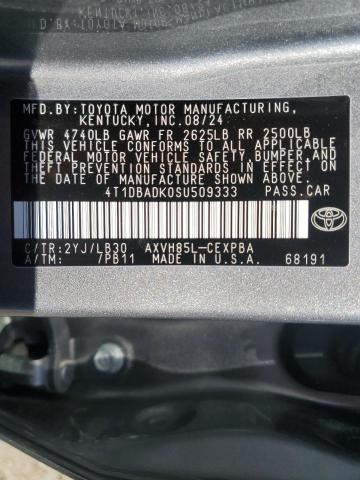 MFD.BY:TOYOTA MOTOR MANUFACTURING,
KENTUCKY,INC.08/24
GVWR 4740LB GAWR FR 2625LB RR 2500LB
THIS VEHICLE CONFORMS TO ALL APPLICABLE
FEDERAL MOTOR VEHICLE SAFETY,BUMPER,AND
THEFT PREVENTION STANDARDS IN EFFECT ON
THE DATE OF MANUFACTURE SHOWN ABOVE.
4T1DBADK0SU509333 PASS.CAR
TOYOTA
C/TR:2YJ/LB30 AXVH85L-CEXPBA
A/TM: 7PB11 MADE IN U.S.A. 68191